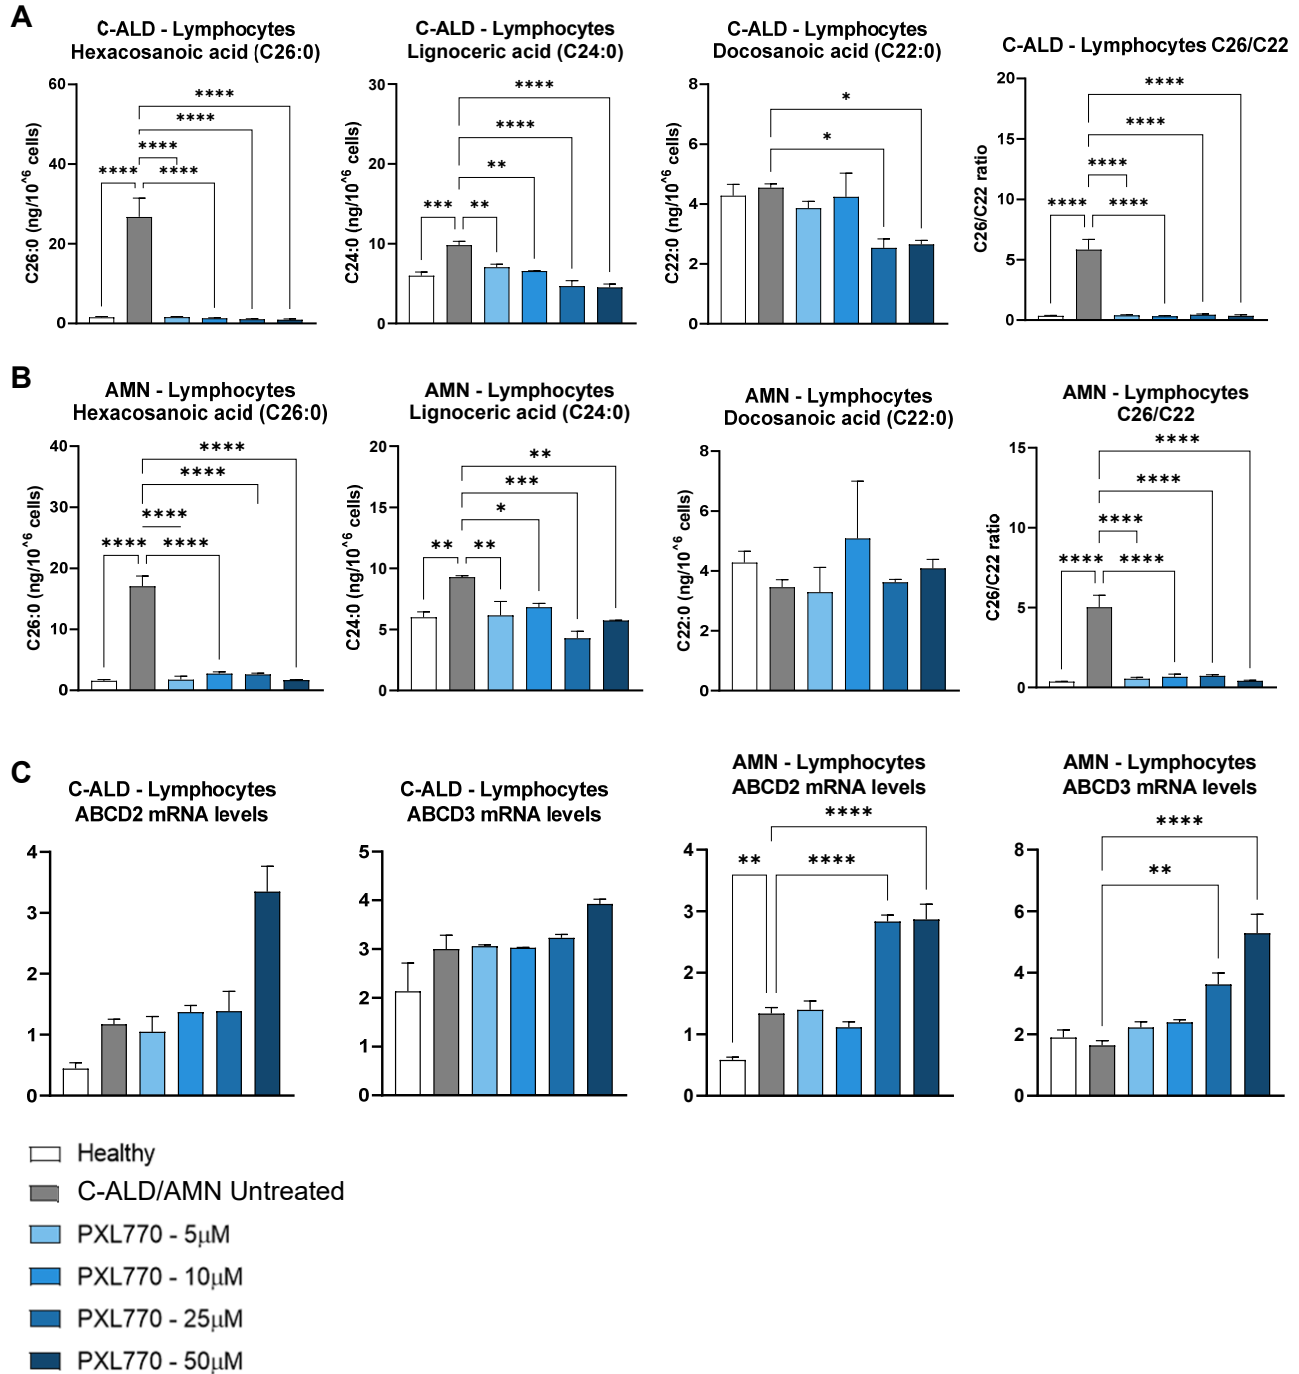 A
C-ALD - Lymphocytes
Hexacosanoic acid (C26:0)
C26:0 (ng/10^6 cells)
60
40
20
0
****
****
****
**** ****
C-ALD - Lymphocytes
Lignoceric acid (C24:0)
C24:0 (ng/10^6 cells)
30
20
10
0
****
****
**
*** **
C-ALD - Lymphocytes
Docosanoic acid (C22:0)
C22:0 (ng/10^6 cells)
8
6
4
2
0
*
*
C-ALD - Lymphocytes C26/C22
C26/C22 ratio
20
15
10
5
0
****
****
****
**** ****
B
AMN - Lymphocytes
Hexacosanoic acid (C26:0)
C26:0 (ng/10^6 cells)
40
30
20
10
0
****
****
****
**** ****
AMN - Lymphocytes
Lignoceric acid (C24:0)
C24:0 (ng/10^6 cells)
20
15
10
5
0
**
***
*
** **
AMN - Lymphocytes
Docosanoic acid (C22:0)
C22:0 (ng/10^6 cells)
8
6
4
2
0
AMN - Lymphocytes
C26/C22
C26/C22 ratio
15
10
5
0
****
****
****
**** ****
C
C-ALD - Lymphocytes
ABCD2 mRNA levels
4
3
2
1
0
C-ALD - Lymphocytes
ABCD3 mRNA levels
5
4
3
2
1
0
AMN - Lymphocytes
ABCD2 mRNA levels
4
3
2
1
0
****
** ****
AMN - Lymphocytes
ABCD3 mRNA levels
8
6
4
2
0
****
**
Healthy
C-ALD/AMN Untreated
PXL770 - 5μM
PXL770 - 10μM
PXL770 - 25μM
PXL770 - 50μM